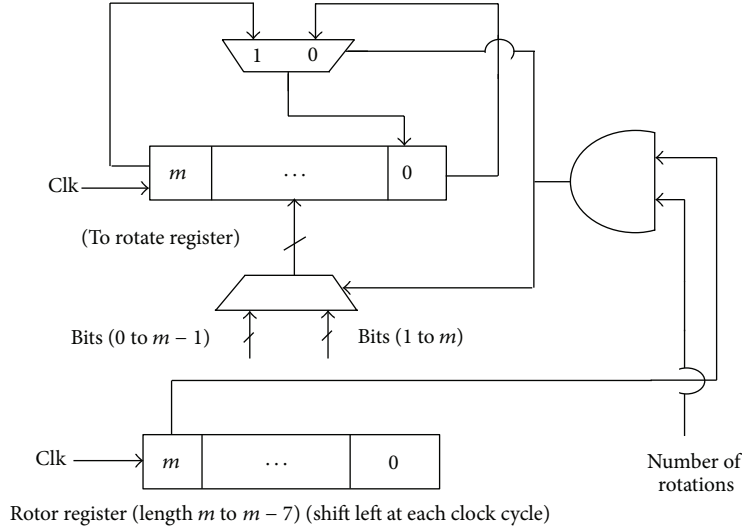 1 0
m ... 0
Clk
(To rotate register)
Bits (0 to m − 1)
Bits (1 to m)
Clk
m ... 0
Number of
rotations
Rotor register (length m to m − 7) (shift left at each clock cycle)